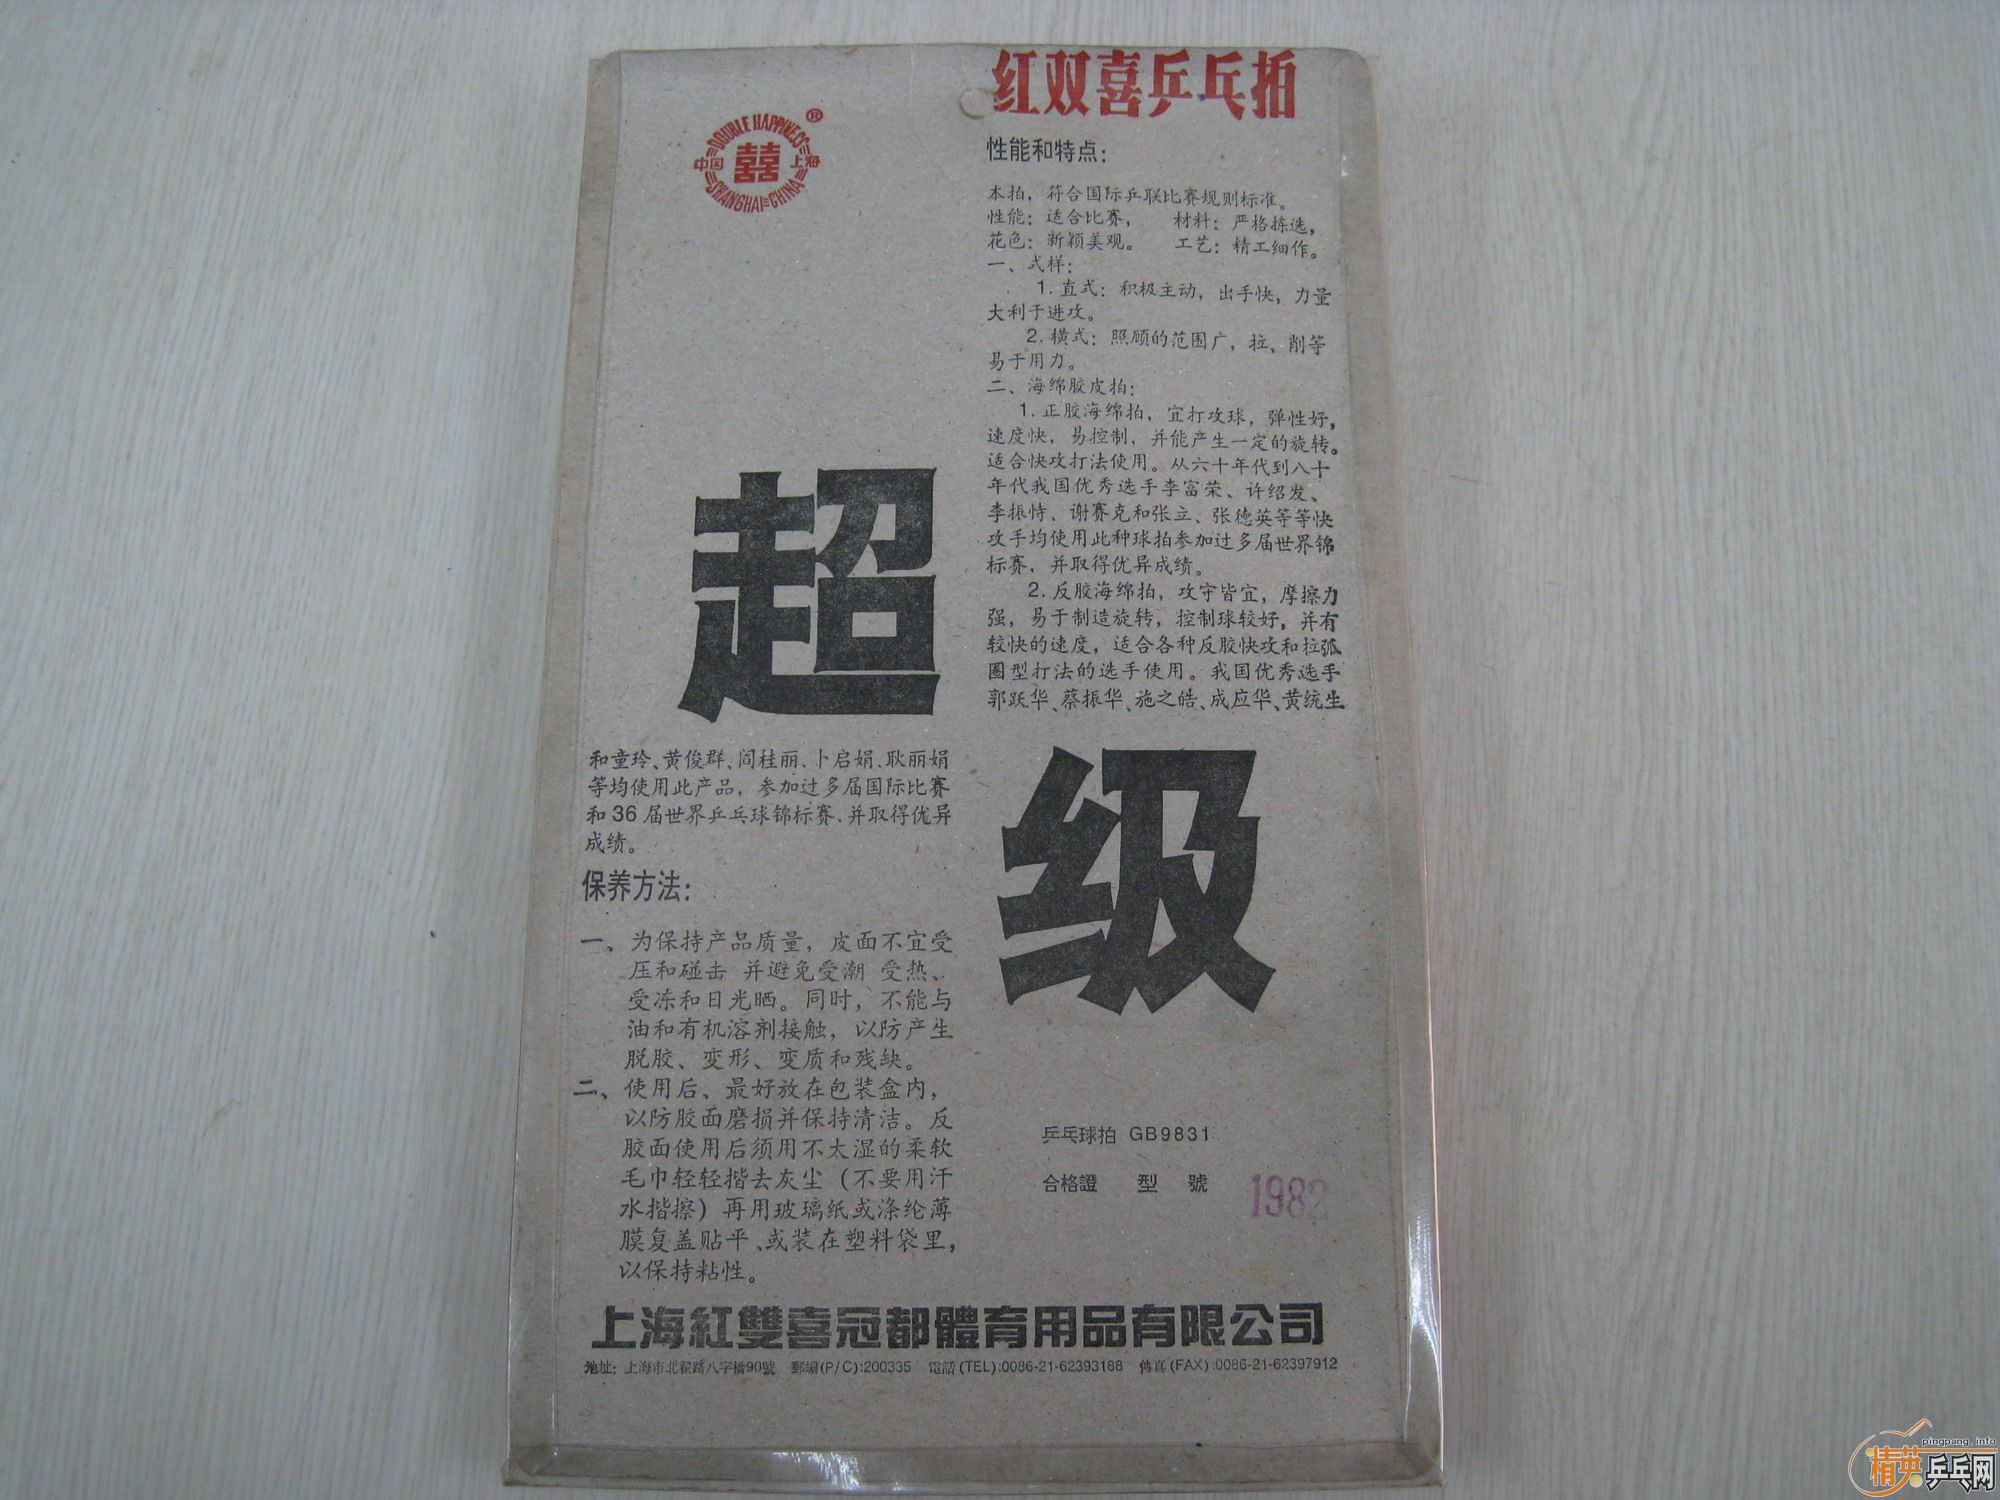 红双喜乒乓拍
DOUBLE HAPPINESS
®
中国 囍 上海
SHANGHAI CHINA
性能和特点：
本拍，符合国际乒联比赛规则标准。
性能：适合比赛， 材料：严格拣选，
花色：新颖美观。 工艺：精工细作。
一、式样：
1.直式：积极主动，出手快，力量
大利于进攻。
2.横式：照顾的范围广，拉、削等
易于用力。
二、海绵胶皮拍：
1.正胶海绵拍，宜打攻球，弹性好，
速度快，易控制，并能产生一定的旋转。
适合快攻打法使用。从六十年代到八十
年代我国优秀选手李富荣、许绍发、
李振恃、谢赛克和张立、张德英等等快
攻手均使用此种球拍参加过多届世界锦
标赛，并取得优异成绩。
2.反胶海绵拍，攻守皆宜，摩擦力
强，易于制造旋转，控制球较好，并有
较快的速度，适合各种反胶快攻和拉弧
圈型打法的选手使用。我国优秀选手
郭跃华、蔡振华、施之皓、成应华、黄统生
超
级
和童玲、黄俊群、阎桂丽、卜启娟、耿丽娟
等均使用此产品，参加过多届国际比赛
和36届世界乒乓球锦标赛、并取得优异
成绩。
保养方法：
一、为保持产品质量，皮面不宜受
压和碰击 并避免受潮 受热、
受冻和日光晒。同时，不能与
油和有机溶剂接触，以防产生
脱胶、变形、变质和残缺。
二、使用后、最好放在包装盒内，
以防胶面磨损并保持清洁。反
胶面使用后须用不太湿的柔软
毛巾轻轻揩去灰尘（不要用汗
水揩擦）再用玻璃纸或涤纶薄
膜复盖贴平、或装在塑料袋里，
以保持粘性。
乒乓球拍 GB9831
合格證 型 號 1982
上海紅雙喜冠都體育用品有限公司
地址：上海市北翟路八字橋90號 郵編(P/C):200335 電話(TEL):0086-21-62393188 傳真(FAX):0086-21-62397912
pingpang.info
精英乒乓网